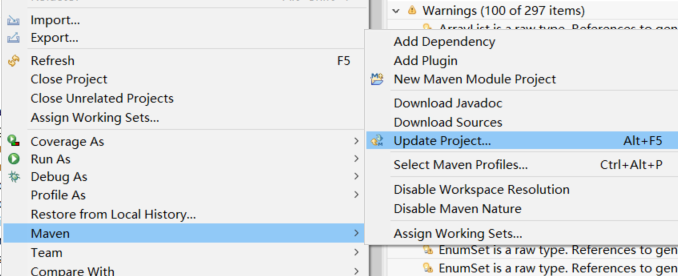 Import...
Export...
Refresh F5
Close Project
Close Unrelated Projects
Assign Working Sets...
Coverage As
Run As
Debug As
Profile As
Restore from Local History...
Maven
Team
Compare With
Warnings (100 of 297 items)
ArrayList is a raw type. References to gen
Add Dependency
Add Plugin
New Maven Module Project
Download Javadoc
Download Sources
Update Project... Alt+F5
Select Maven Profiles... Ctrl+Alt+P
Disable Workspace Resolution
Disable Maven Nature
Assign Working Sets...
EnumSet is a raw type. References to gen
EnumSet is a raw type. References to gen